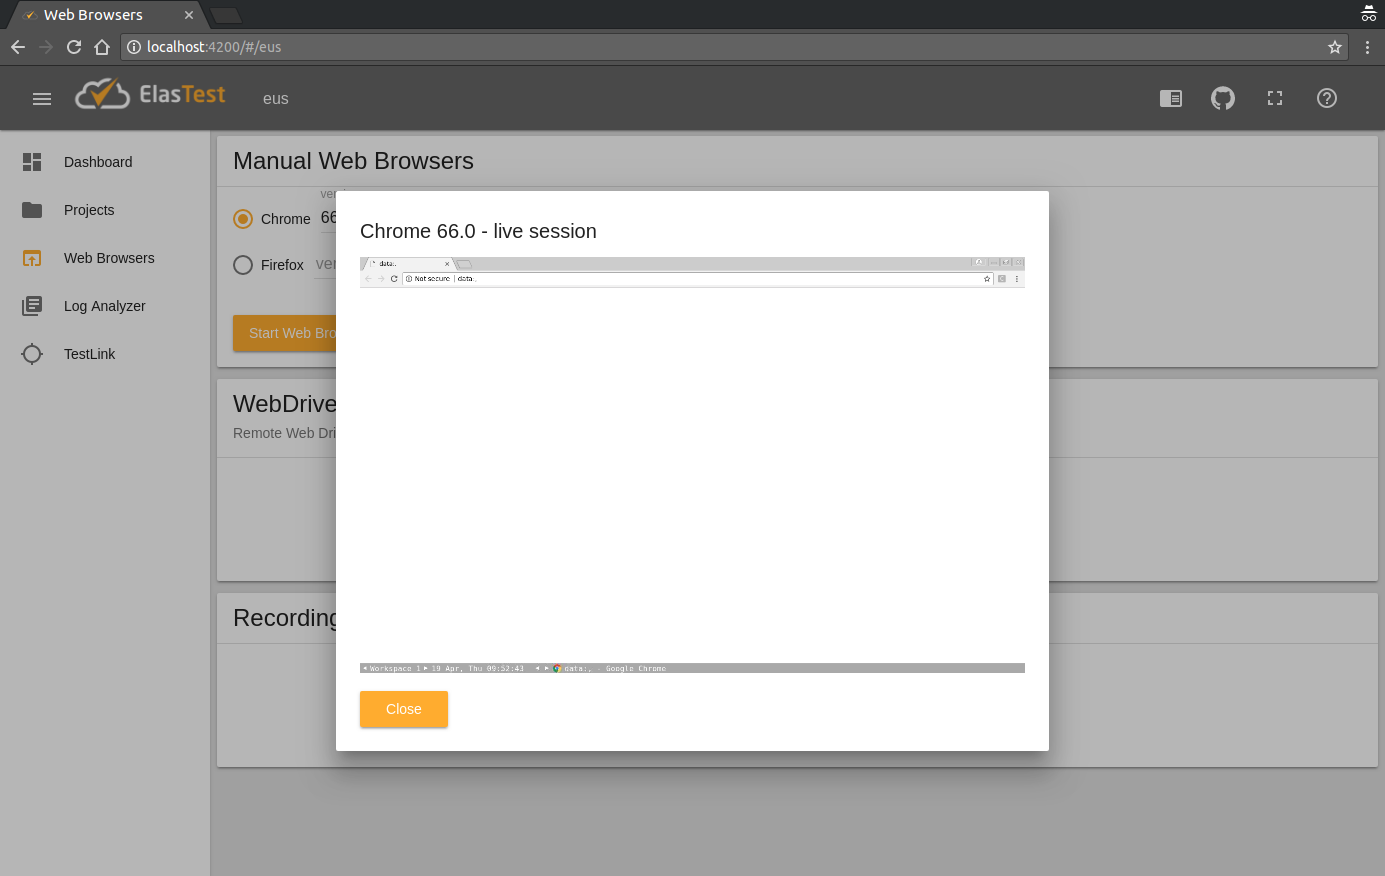 Web Browsers
localhost:4200/#/eus
ElasTest
eus
Dashboard
Projects
Web Browsers
Log Analyzer
TestLink
Manual Web Browsers
Chrome
66
Firefox
Start Web Bro
WebDrive
Remote Web Dri
Recording
Chrome 66.0 - live session
data:,
Not secure | data:,
Workspace 1 19 Apr, Thu 09:52:43 data:, - Google Chrome
Close